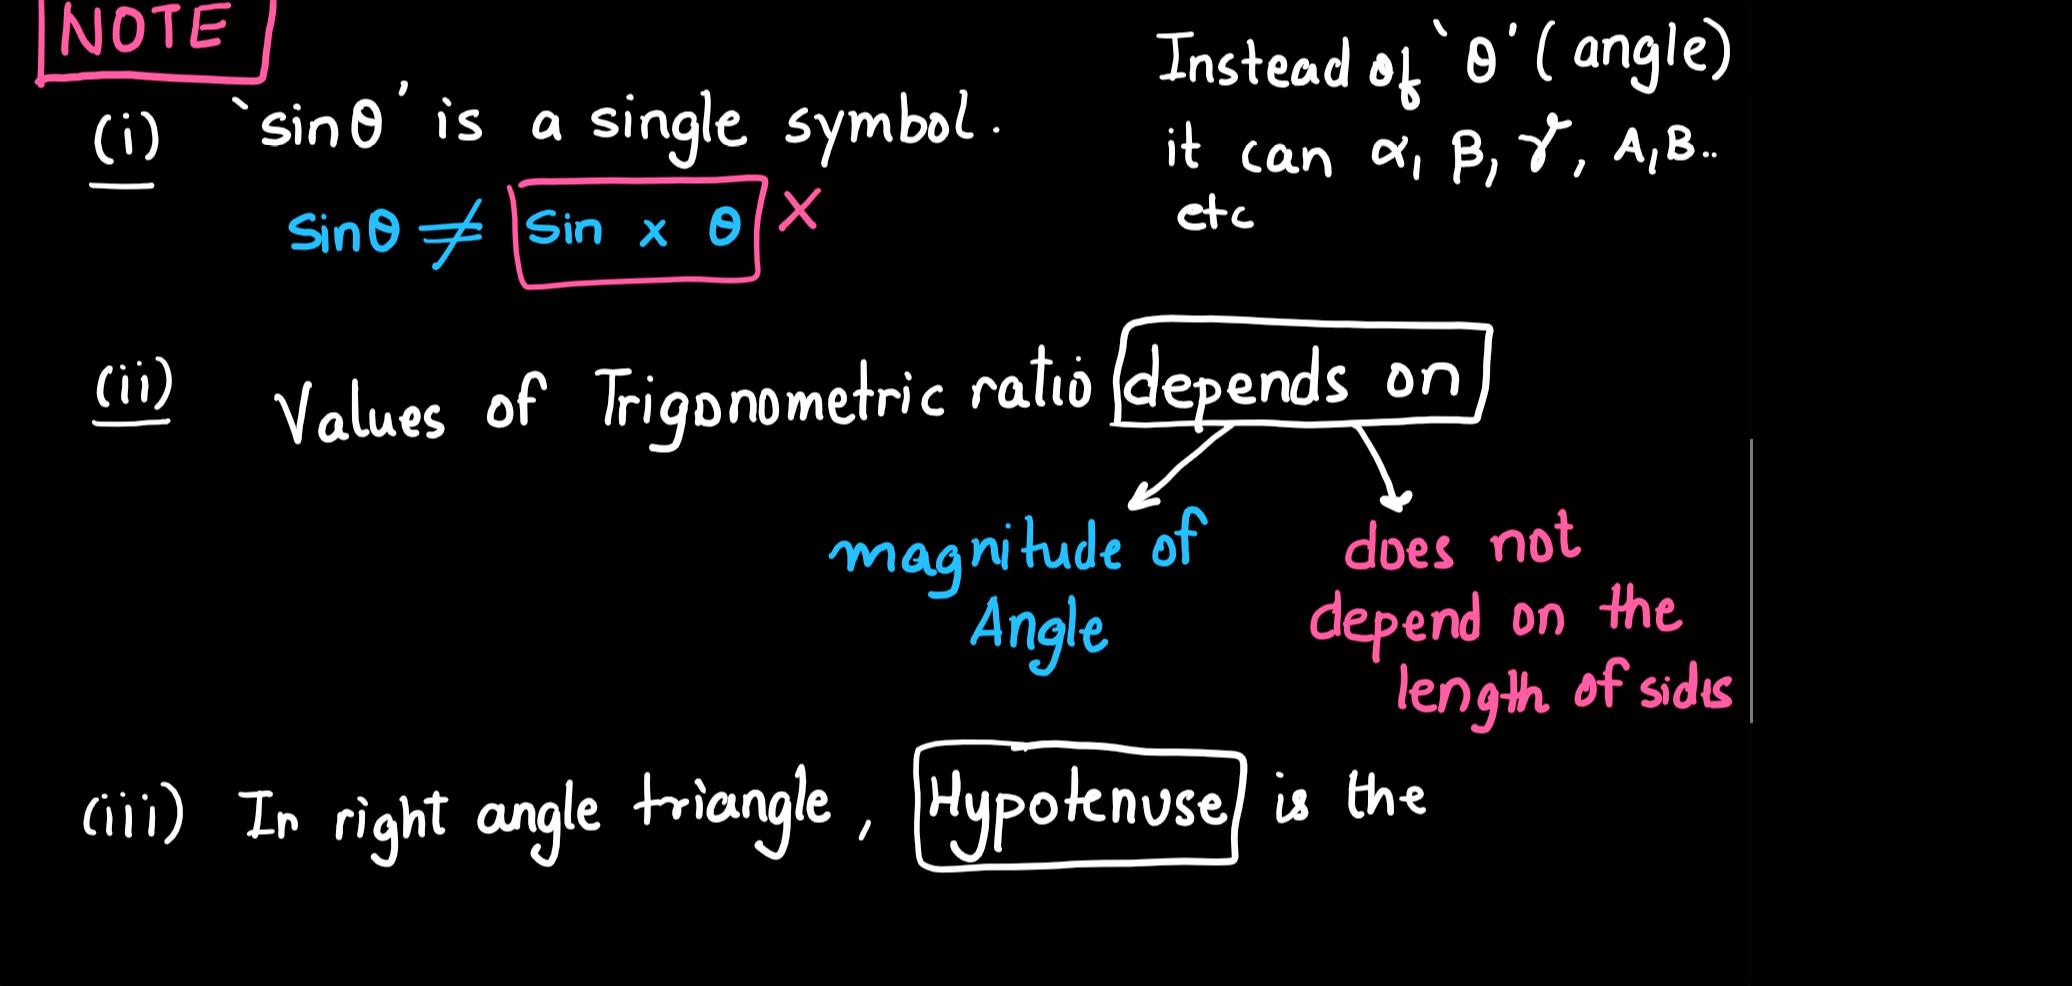 NOTE
(i) 'sinθ' is a single symbol.
sinθ ≠ Sin x θ X
Instead of 'θ' (angle)
it can α, β, γ, A, B..
etc
(ii) Values of Trigonometric ratio depends on
magnitude of
Angle
does not
depend on the
length of sides
(iii) In right angle triangle, Hypotenuse is the